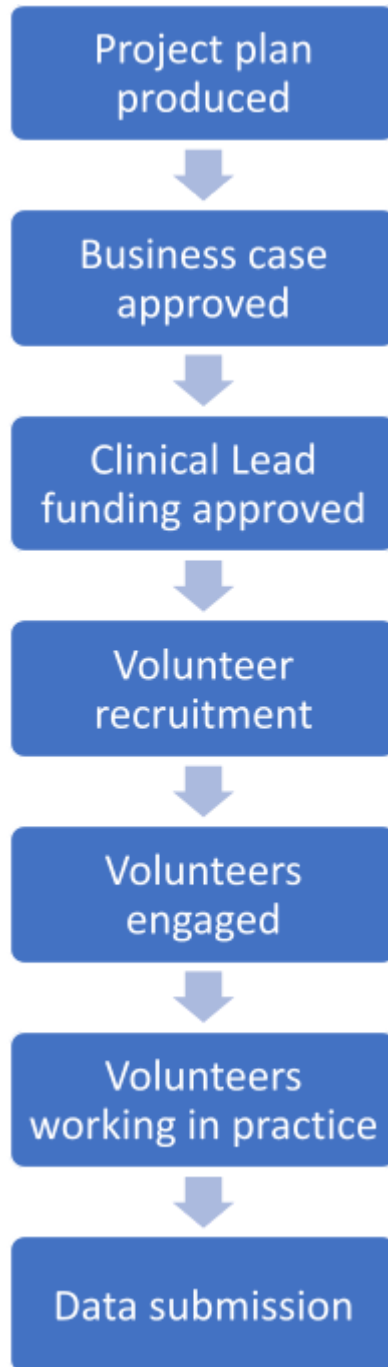 Project plan
produced
Business case
approved
Clinical Lead
funding approved
Volunteer
recruitment
Volunteers
engaged
Volunteers
working in practice
Data submission